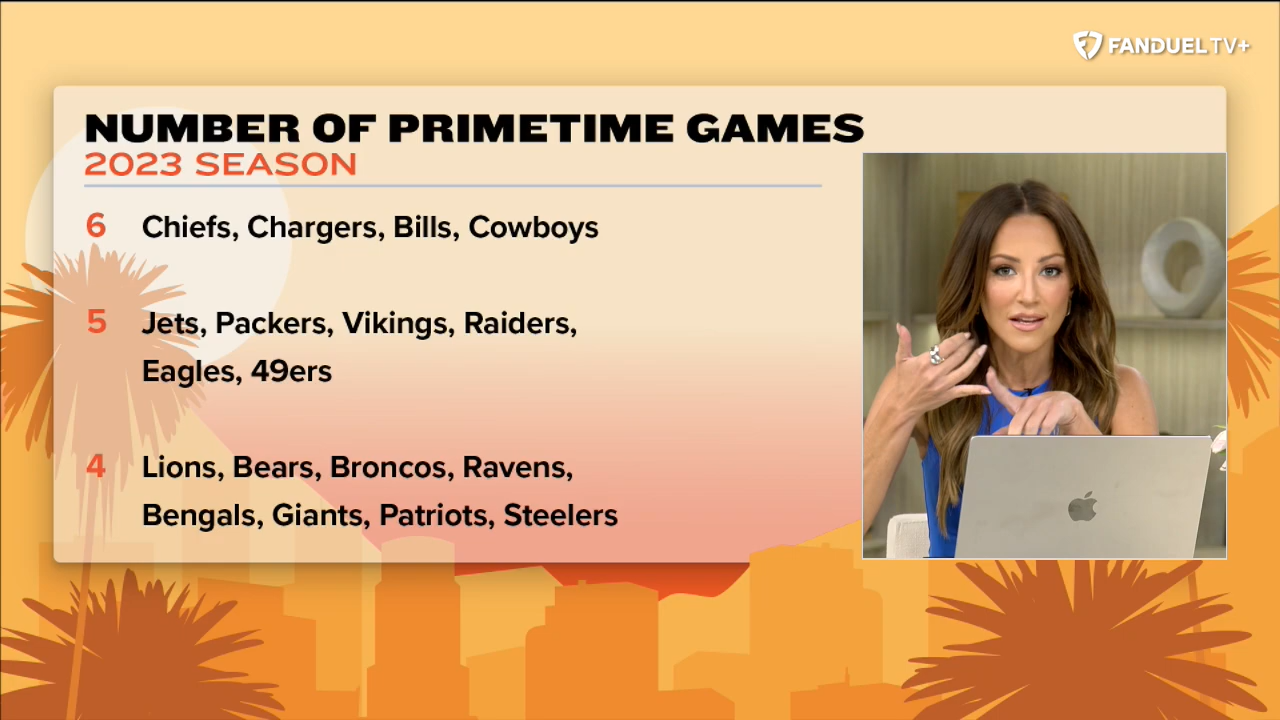 FANDUEL TV+
NUMBER OF PRIMETIME GAMES
2023 SEASON
6 Chiefs, Chargers, Bills, Cowboys
5 Jets, Packers, Vikings, Raiders,
Eagles, 49ers
4 Lions, Bears, Broncos, Ravens,
Bengals, Giants, Patriots, Steelers